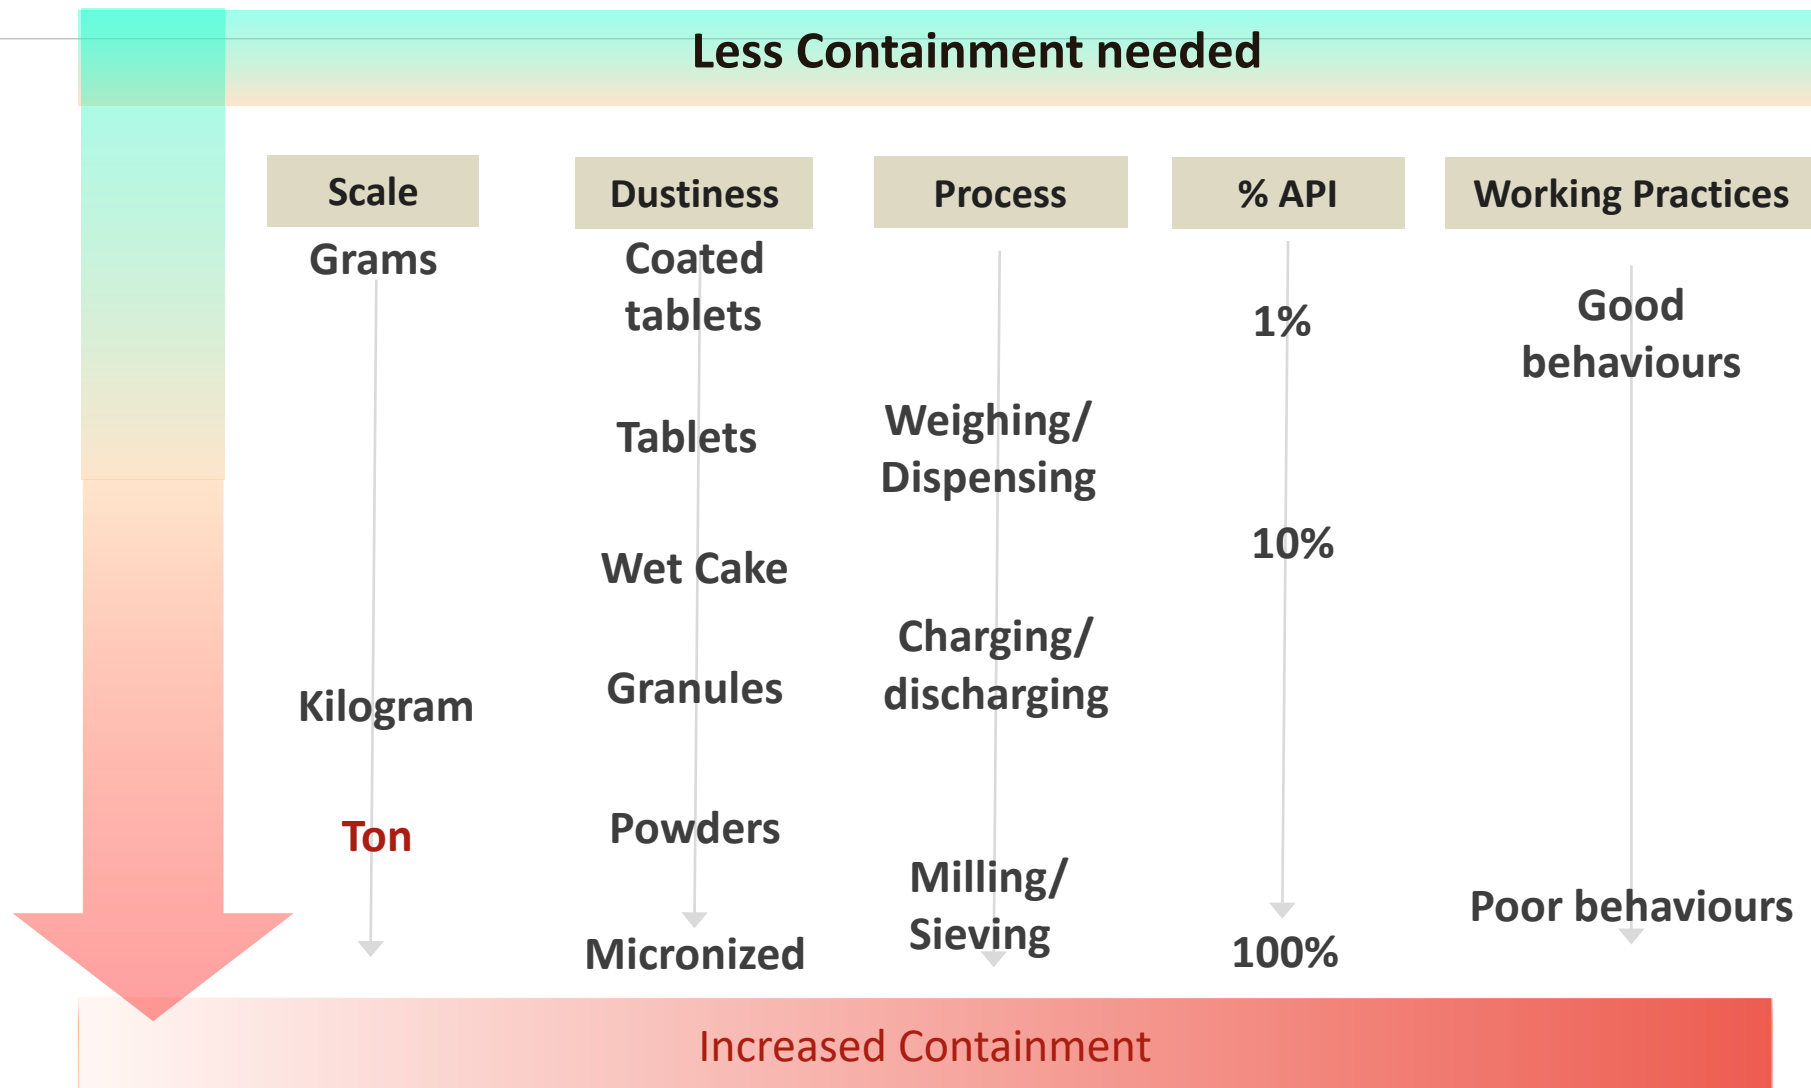 Less Containment needed
Scale
Grams
Kilogram
Ton
Dustiness
Coated
tablets
Tablets
Wet Cake
Granules
Powders
Micronized
Process
Weighing/
Dispensing
Charging/
discharging
Milling/
Sieving
% API
1%
10%
100%
Working Practices
Good
behaviours
Poor behaviours
Increased Containment